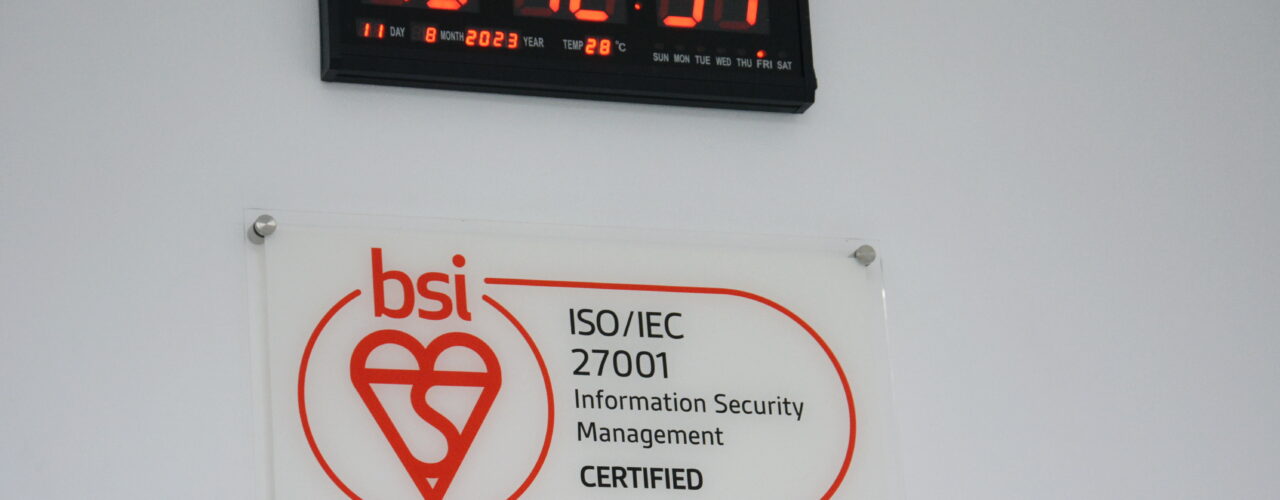 11 DAY 8 MONTH 2023 YEAR TEMP 28 °C
SUN MON TUE WED THU FRI SAT
bsi
ISO/IEC
27001
Information Security
Management
CERTIFIED